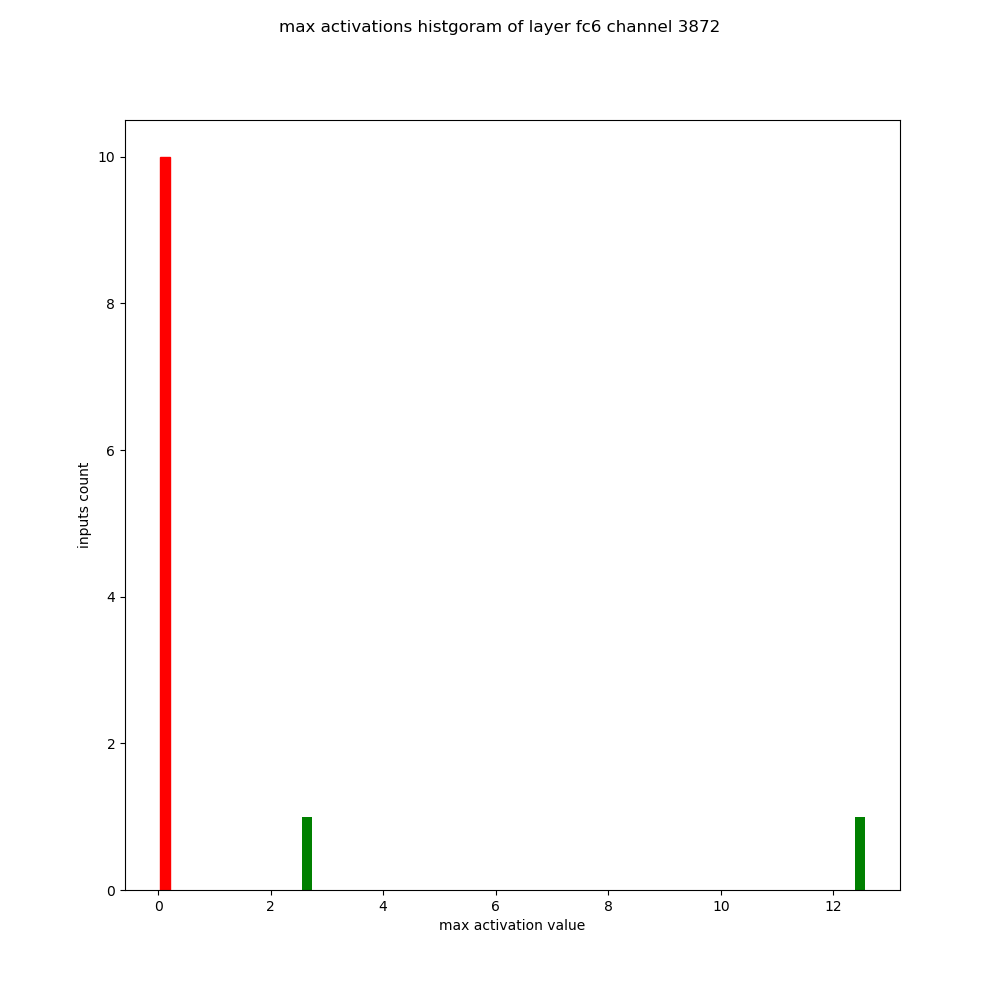 max activations histgoram of layer fc6 channel 3872
10
8
6
4
2
0
inputs count
0 2 4 6 8 10 12
max activation value